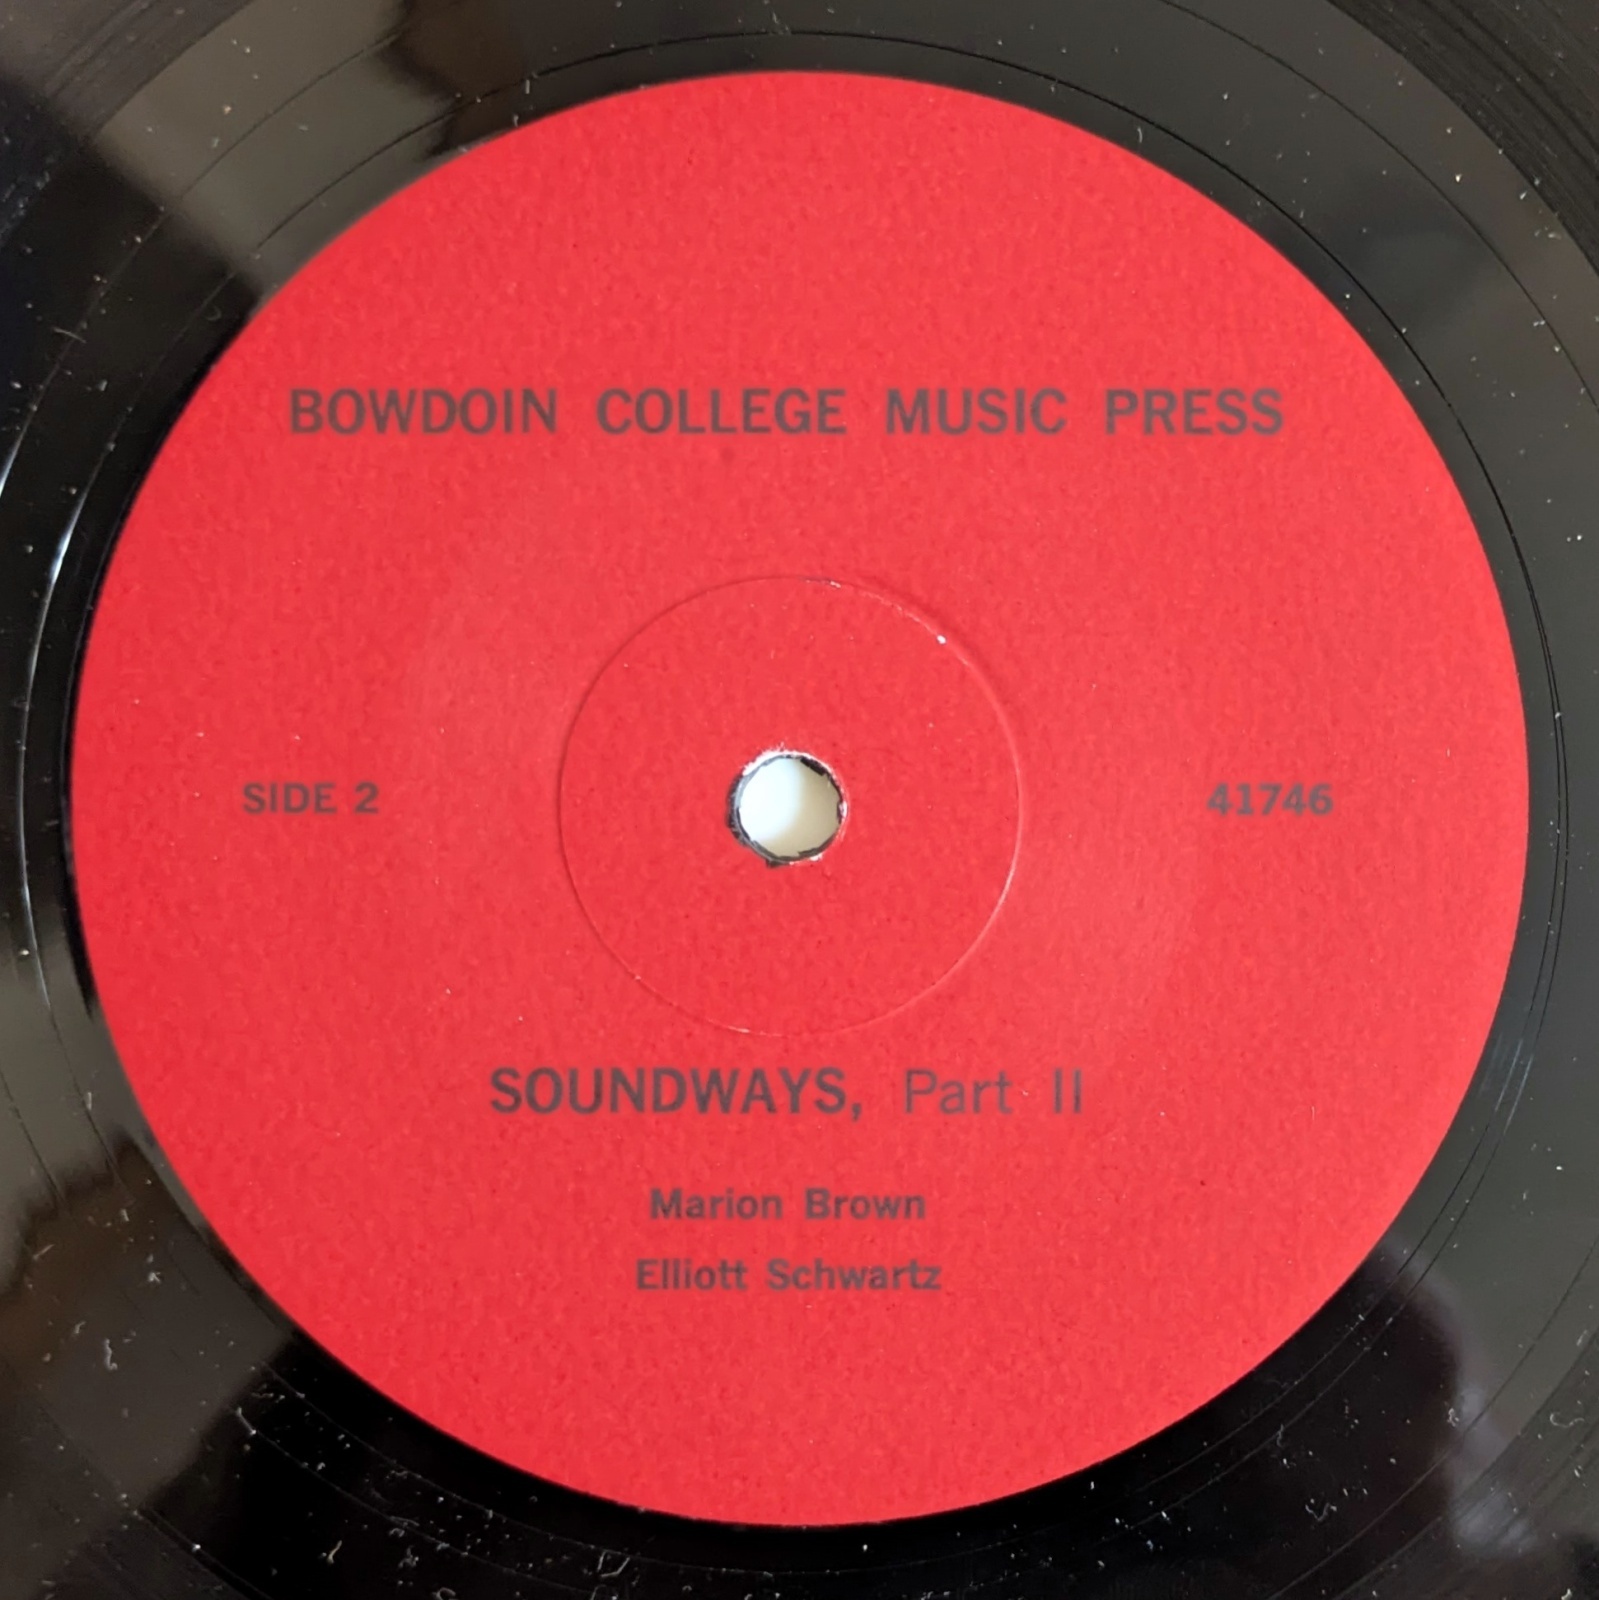 BOWDOIN COLLEGE MUSIC PRESS
SIDE 2
41746
SOUNDWAYS, Part II
Marion Brown
Elliott Schwartz